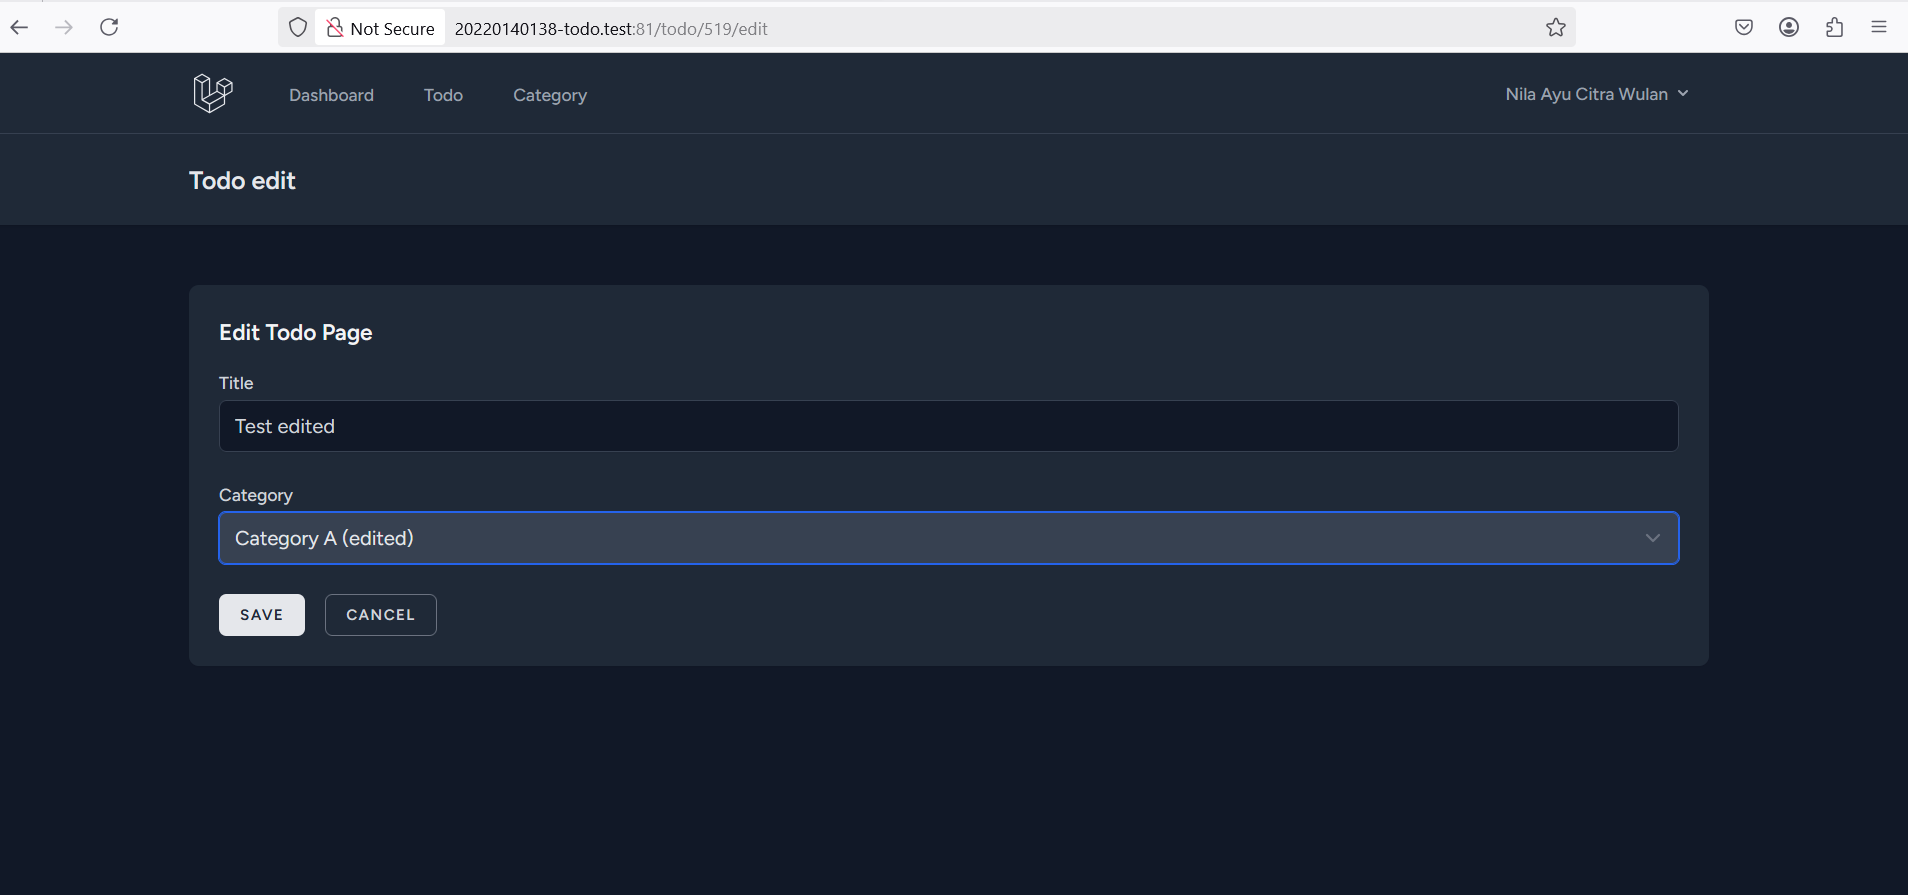 Not Secure 20220140138-todo.test:81/todo/519/edit
Dashboard Todo Category Nila Ayu Citra Wulan
Todo edit
Edit Todo Page
Title
Test edited
Category
Category A (edited)
SAVE CANCEL